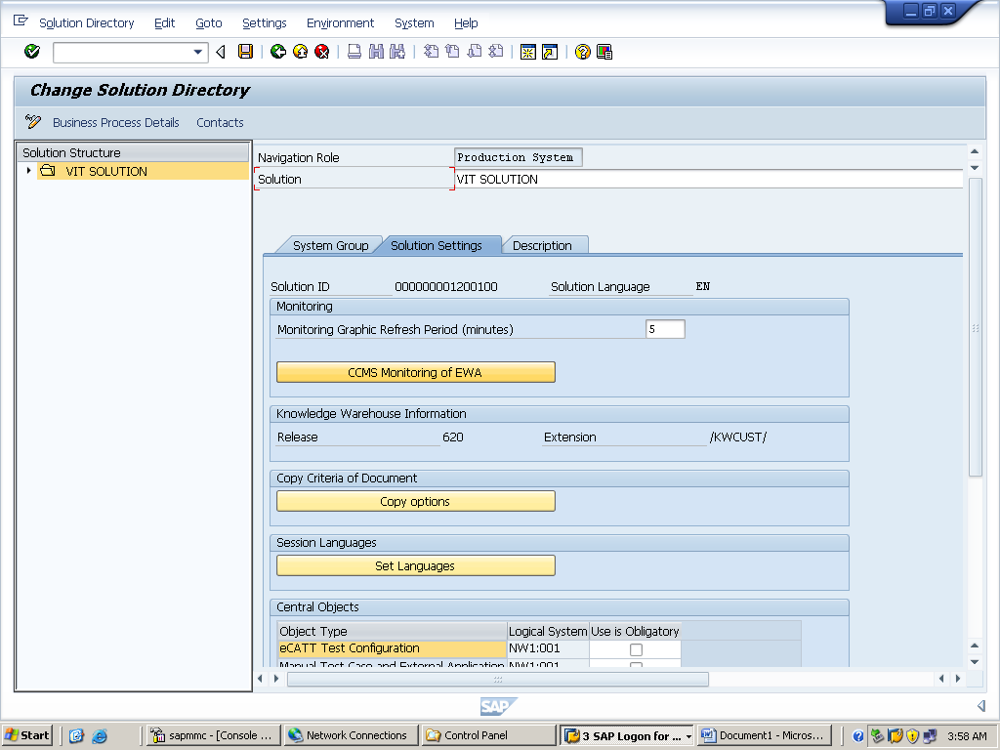 Solution Directory Edit Goto Settings Environment System Help
Change Solution Directory
Business Process Details Contacts
Solution Structure
VIT SOLUTION
Navigation Role Production System
Solution VIT SOLUTION
System Group Solution Settings Description
Solution ID 000000001200100 Solution Language EN
Monitoring
Monitoring Graphic Refresh Period (minutes) 5
CCMS Monitoring of EWA
Knowledge Warehouse Information
Release 620 Extension /KWCUST/
Copy Criteria of Document
Copy options
Session Languages
Set Languages
Central Objects
Object Type Logical System Use is Obligatory
eCATT Test Configuration NW1:001
Manual Test Case and External Application NW1:001
SAP
Start sapmmc - [Console ... Network Connections Control Panel 3 SAP Logon for ... Document1 - Micros... 3:58 AM